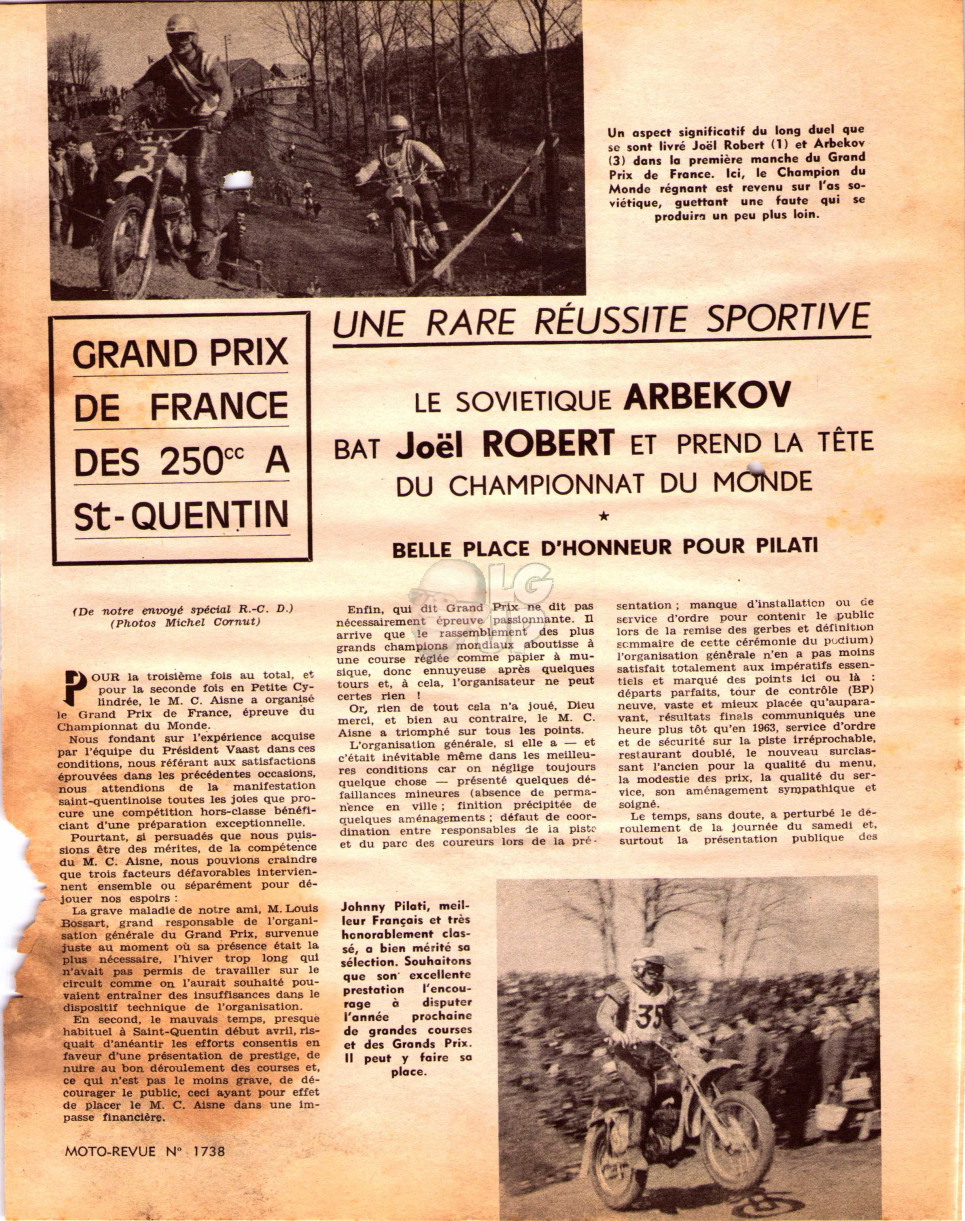 3
Un aspect significatif du long duel que
se sont livré Joël Robert (1) et Arbekov
(3) dans la première manche du Grand
Prix de France. Ici, le Champion du
Monde régnant est revenu sur l'as so-
viétique, guettant une faute qui se
produira un peu plus loin.
GRAND PRIX
DE FRANCE
DES 250cc A
St-QUENTIN
UNE RARE RÉUSSITE SPORTIVE
LE SOVIETIQUE ARBEKOV
BAT Joël ROBERT ET PREND LA TÊTE
DU CHAMPIONNAT DU MONDE
★
BELLE PLACE D'HONNEUR POUR PILATI
(De notre envoyé spécial R.-C. D.)
(Photos Michel Cornut)
POUR la troisième fois au total, et
pour la seconde fois en Petite Cy-
lindrée, le M. C. Aisne a organisé
le Grand Prix de France, épreuve du
Championnat du Monde.
Nous fondant sur l'expérience acquise
par l'équipe du Président Vaast dans ces
conditions, nous référant aux satisfactions
éprouvées dans les précédentes occasions,
nous attendions de la manifestation
saint-quentinoise toutes les joies que pro-
cure une compétition hors-classe bénéfi-
ciant d'une préparation exceptionnelle.
Pourtant, si persuadés que nous puis-
sions être des mérites, de la compétence
du M. C. Aisne, nous pouvions craindre
que trois facteurs défavorables intervien-
nent ensemble ou séparément pour dé-
jouer nos espoirs :
La grave maladie de notre ami, M. Louis
Bossart, grand responsable de l'organi-
sation générale du Grand Prix, survenue
juste au moment où sa présence était la
plus nécessaire, l'hiver trop long qui
n'avait pas permis de travailler sur le
circuit comme on l'aurait souhaité pou-
vaient entraîner des insuffisances dans le
dispositif technique de l'organisation.
En second, le mauvais temps, presque
habituel à Saint-Quentin début avril, ris-
quait d'anéantir les efforts consentis en
faveur d'une présentation de prestige, de
nuire au bon déroulement des courses et,
ce qui n'est pas le moins grave, de dé-
courager le public, ceci ayant pour effet
de placer le M. C. Aisne dans une im-
passe financière.
Enfin, qui dit Grand Prix ne dit pas
nécessairement épreuve passionnante. Il
arrive que le rassemblement des plus
grands champions mondiaux aboutisse à
une course réglée comme papier à mu-
sique, donc ennuyeuse après quelques
tours et, à cela, l'organisateur ne peut
certes rien !
Or, rien de tout cela n'a joué, Dieu
merci, et bien au contraire, le M. C.
Aisne a triomphé sur tous les points.
L'organisation générale, si elle a — et
c'était inévitable même dans les meilleu-
res conditions car on néglige toujours
quelque chose — présenté quelques dé-
faillances mineures (absence de perma-
nence en ville ; finition précipitée de
quelques aménagements ; défaut de coor-
dination entre responsables de la piste
et du parc des coureurs lors de la pré-
sentation ; manque d'installation ou de
service d'ordre pour contenir le public
lors de la remise des gerbes et définition
sommaire de cette cérémonie du podium)
l'organisation générale n'en a pas moins
satisfait totalement aux impératifs essen-
tiels et marqué des points ici ou là :
départs parfaits, tour de contrôle (BP)
neuve, vaste et mieux placée qu'aupara-
vant, résultats finals communiqués une
heure plus tôt qu'en 1963, service d'ordre
et de sécurité sur la piste irréprochable,
restaurant doublé, le nouveau surclas-
sant l'ancien pour la qualité du menu,
la modestie des prix, la qualité du ser-
vice, son aménagement sympathique et
soigné.
Le temps, sans doute, a perturbé le dé-
roulement de la journée du samedi et,
surtout la présentation publique des
Johnny Pilati, meil-
leur Français et très
honorablement clas-
sé, a bien mérité sa
sélection. Souhaitons
que son excellente
prestation l'encou-
rage à disputer
l'année prochaine
de grandes courses
et des Grands Prix.
Il peut y faire sa
place.
35
MOTO-REVUE N° 1738